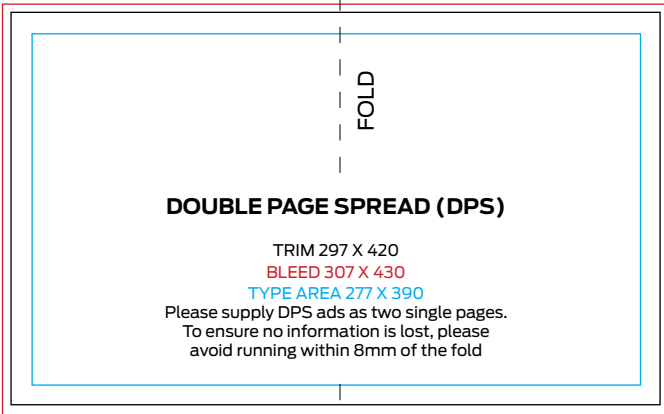 FOLD
DOUBLE PAGE SPREAD (DPS)
TRIM 297 X 420
BLEED 307 X 430
TYPE AREA 277 X 390
Please supply DPS ads as two single pages.
To ensure no information is lost, please
avoid running within 8mm of the fold